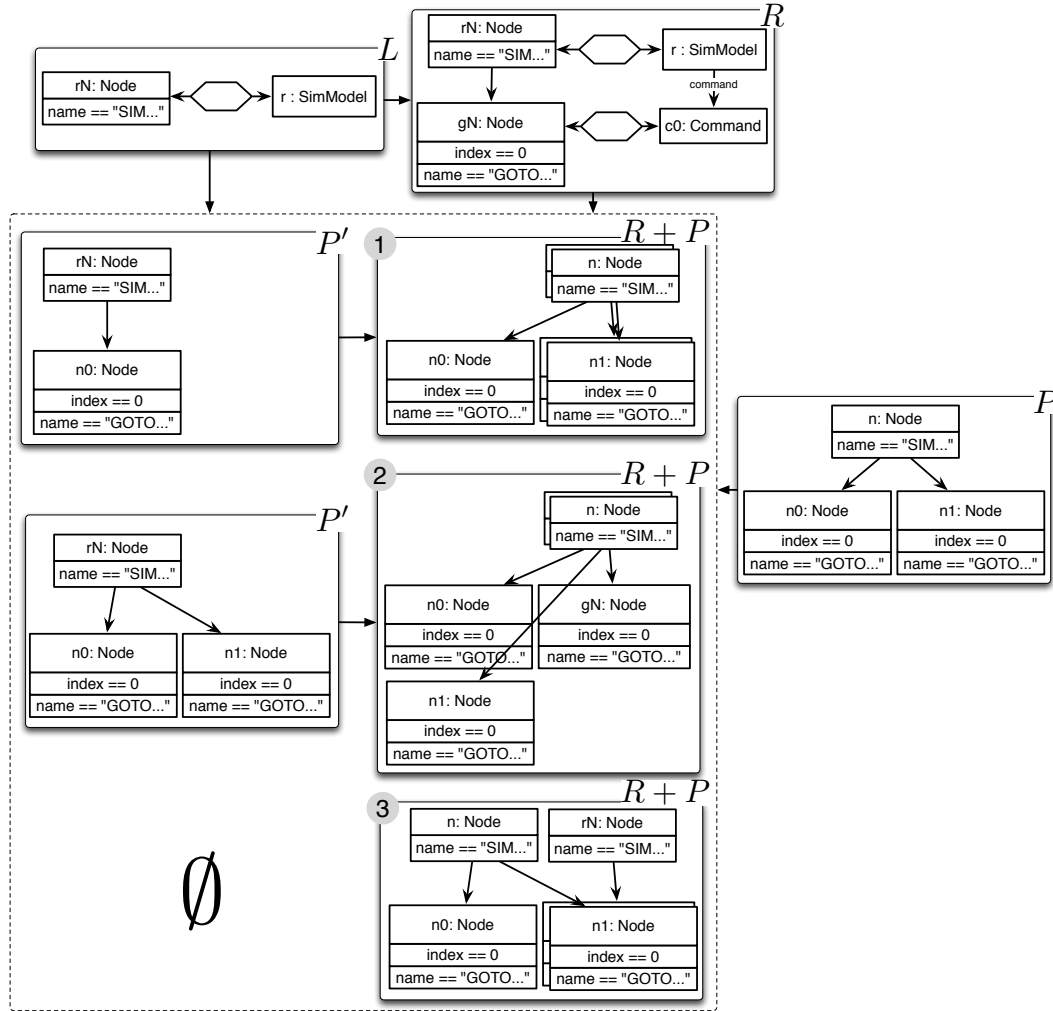 L
rN: Node
name == "SIM..."
r : SimModel
R
rN: Node
name == "SIM..."
r : SimModel
command
gN: Node
index == 0
name == "GOTO..."
c0: Command
P′
rN: Node
name == "SIM..."
n0: Node
index == 0
name == "GOTO..."
1
R + P
n: Node
name == "SIM..."
n0: Node
index == 0
name == "GOTO..."
n1: Node
index == 0
name == "GOTO..."
P
n: Node
name == "SIM..."
n0: Node
index == 0
name == "GOTO..."
n1: Node
index == 0
name == "GOTO..."
P′
rN: Node
name == "SIM..."
n0: Node
index == 0
name == "GOTO..."
n1: Node
index == 0
name == "GOTO..."
2
R + P
n: Node
name == "SIM..."
n0: Node
index == 0
name == "GOTO..."
gN: Node
index == 0
name == "GOTO..."
n1: Node
index == 0
name == "GOTO..."
∅
3
R + P
n: Node
name == "SIM..."
rN: Node
name == "SIM..."
n0: Node
index == 0
name == "GOTO..."
n1: Node
index == 0
name == "GOTO..."